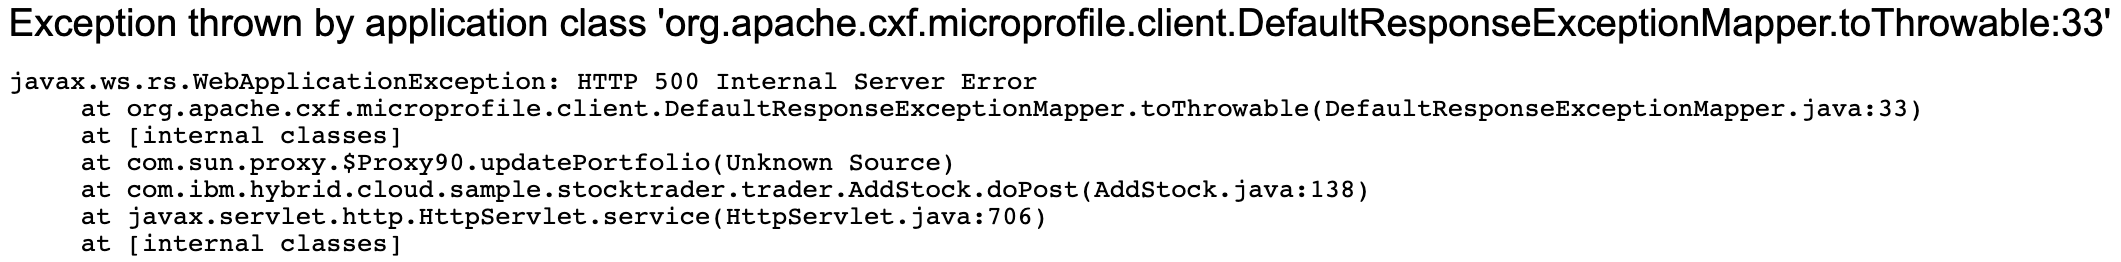 Exception thrown by application class 'org.apache.cxf.microprofile.client.DefaultResponseExceptionMapper.toThrowable:33'
javax.ws.rs.WebApplicationException: HTTP 500 Internal Server Error
at org.apache.cxf.microprofile.client.DefaultResponseExceptionMapper.toThrowable(DefaultResponseExceptionMapper.java:33)
at [internal classes]
at com.sun.proxy.$Proxy90.updatePortfolio(Unknown Source)
at com.ibm.hybrid.cloud.sample.stocktrader.trader.AddStock.doPost(AddStock.java:138)
at javax.servlet.http.HttpServlet.service(HttpServlet.java:706)
at [internal classes]